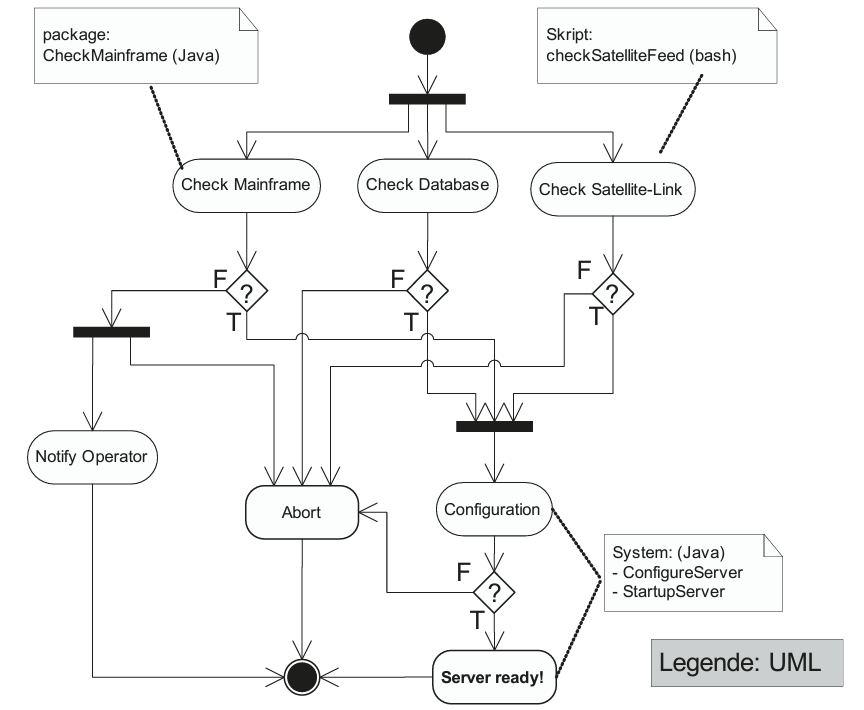 package:
CheckMainframe (Java)
Skript:
checkSatelliteFeed (bash)
Check Mainframe
Check Database
Check Satellite-Link
F
?
T
F
?
T
F
?
T
Notify Operator
Abort
Configuration
System: (Java)
- ConfigureServer
- StartupServer
F
?
T
Server ready!
Legende: UML